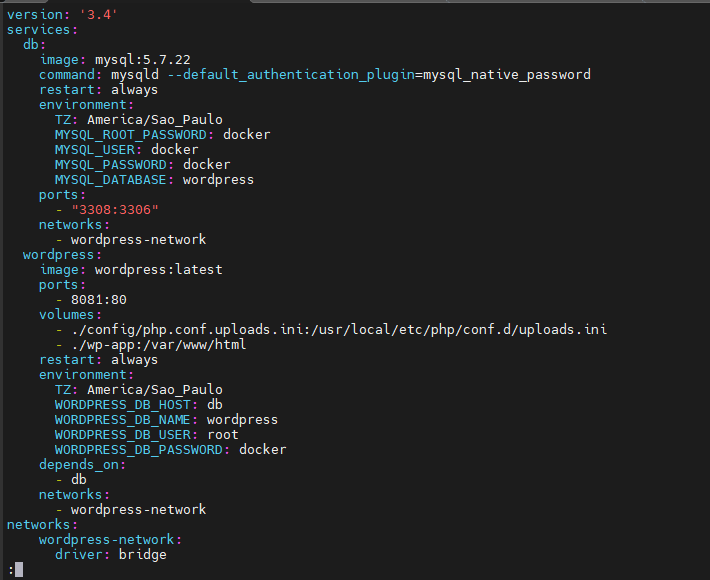 version: '3.4'
services:
  db:
    image: mysql:5.7.22
    command: mysqld --default_authentication_plugin=mysql_native_password
    restart: always
    environment:
      TZ: America/Sao_Paulo
      MYSQL_ROOT_PASSWORD: docker
      MYSQL_USER: docker
      MYSQL_PASSWORD: docker
      MYSQL_DATABASE: wordpress
    ports:
      - "3308:3306"
    networks:
      - wordpress-network
  wordpress:
    image: wordpress:latest
    ports:
      - 8081:80
    volumes:
      - ./config/php.conf.uploads.ini:/usr/local/etc/php/conf.d/uploads.ini
      - ./wp-app:/var/www/html
    restart: always
    environment:
      TZ: America/Sao_Paulo
      WORDPRESS_DB_HOST: db
      WORDPRESS_DB_NAME: wordpress
      WORDPRESS_DB_USER: root
      WORDPRESS_DB_PASSWORD: docker
    depends_on:
      - db
    networks:
      - wordpress-network
networks:
    wordpress-network:
      driver: bridge
: